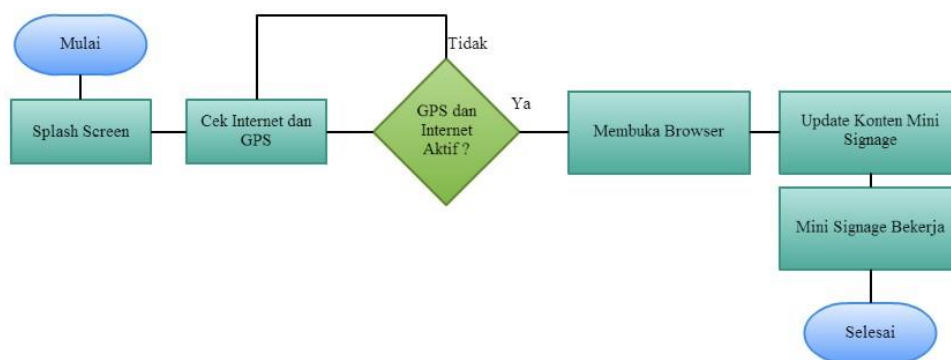 Mulai
Splash Screen
Cek Internet dan
GPS
Tidak
GPS dan
Internet
Aktif ?
Ya
Membuka Browser
Update Konten Mini
Signage
Mini Signage Bekerja
Selesai